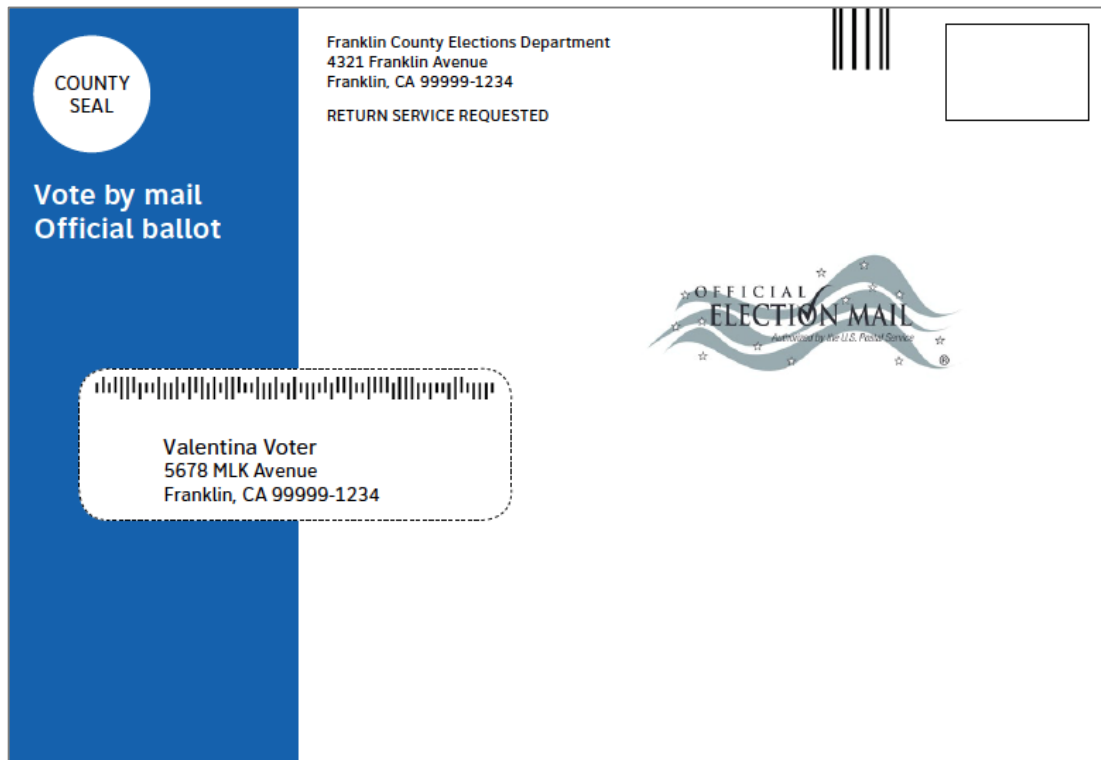 COUNTY
SEAL
Vote by mail
Official ballot
Franklin County Elections Department
4321 Franklin Avenue
Franklin, CA 99999-1234
RETURN SERVICE REQUESTED
OFFICIAL
ELECTION MAIL
Authorized by the U.S. Postal Service
®
Valentina Voter
5678 MLK Avenue
Franklin, CA 99999-1234